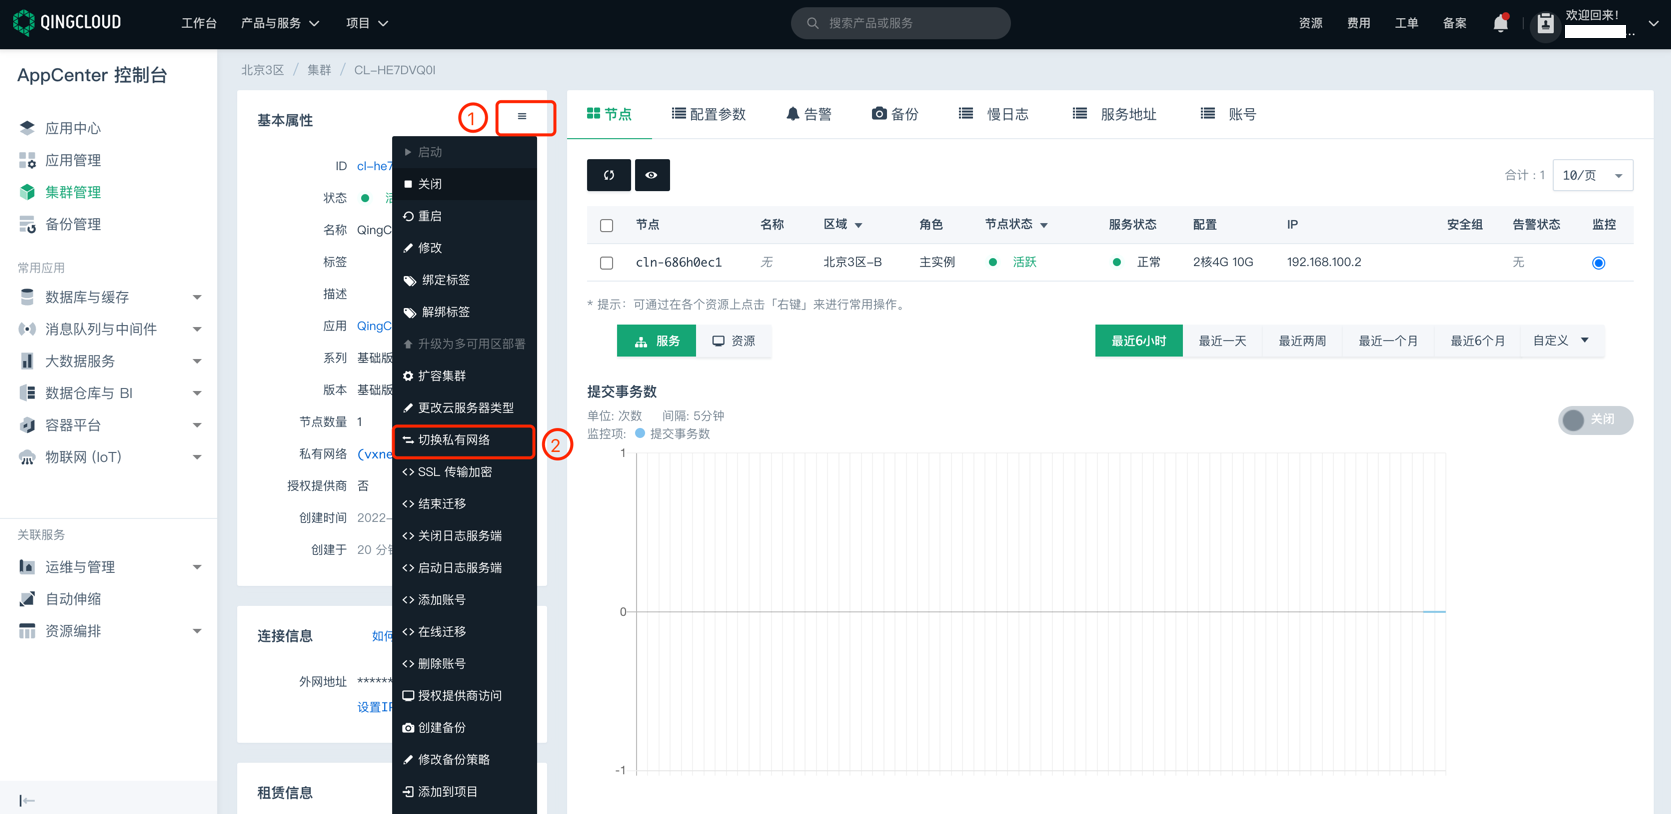 QINGCLOUD
工作台
产品与服务
项目
搜索产品或服务
资源
费用
工单
备案
欢迎回来!
...
AppCenter 控制台
应用中心
应用管理
集群管理
备份管理
常用应用
数据库与缓存
消息队列与中间件
大数据服务
数据仓库与 BI
容器平台
物联网 (IoT)
关联服务
运维与管理
自动伸缩
资源编排
北京3区 / 集群 / CL-HE7DVQ0I
基本属性
1
ID cl-he7
状态
名称 QingC
标签
描述
应用 QingC
系列 基础版
版本 基础版
节点数量 1
私有网络 (vxne
授权提供商 否
创建时间 2022-
创建于 20 分
连接信息 如何
外网地址 ******
设置IP
租赁信息
启动
关闭
重启
修改
绑定标签
解绑标签
升级为多可用区部署
扩容集群
更改云服务器类型
切换私有网络
2
SSL 传输加密
结束迁移
关闭日志服务端
启动日志服务端
添加账号
在线迁移
删除账号
授权提供商访问
创建备份
修改备份策略
添加到项目
节点
配置参数
告警
备份
慢日志
服务地址
账号
合计 : 1
10/页
节点 名称 区域 角色 节点状态 服务状态 配置 IP 安全组 告警状态 监控
cln-686h0ec1 无 北京3区-B 主实例 活跃 正常 2核4G 10G 192.168.100.2 无
* 提示: 可通过在各个资源上点击「右键」来进行常用操作。
服务
资源
最近6小时
最近一天
最近两周
最近一个月
最近6个月
自定义
提交事务数
单位: 次数 间隔: 5分钟
监控项: 提交事务数
关闭
1
0
-1